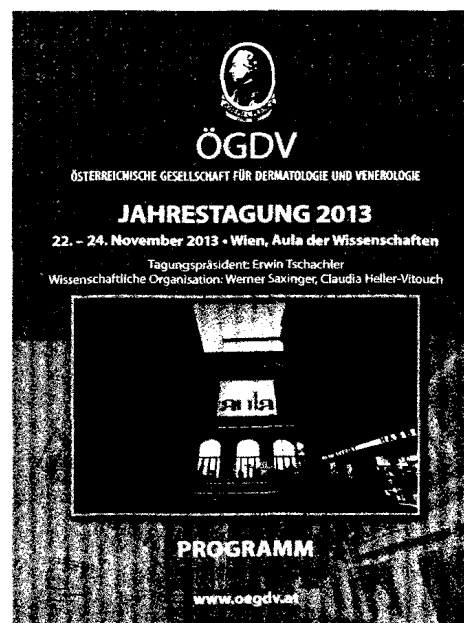 ÖGDV
ÖSTERREICHISCHE GESELLSCHAFT FÜR DERMATOLOGIE UND VENEROLOGIE
JAHRESTAGUNG 2013
22. – 24. November 2013 • Wien, Aula der Wissenschaften
Tagungspräsident: Erwin Tschachler
Wissenschaftliche Organisation: Werner Saxinger, Claudia Heller-Vitouch
aula
PROGRAMM
www.oegdv.at